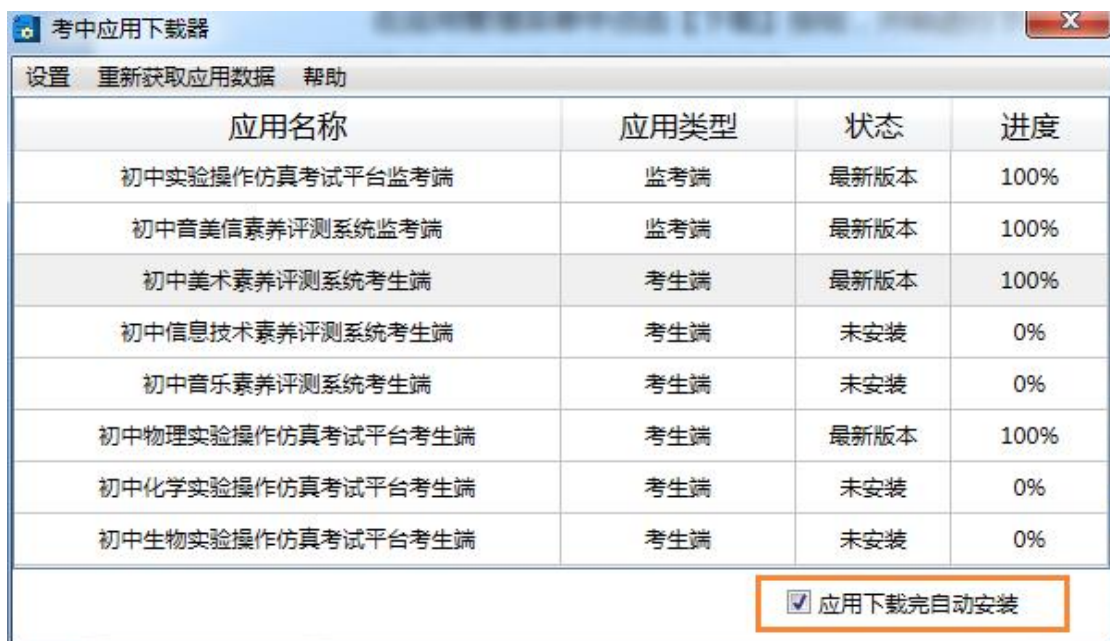 考中应用下载器
设置 重新获取应用数据 帮助
应用名称 应用类型 状态 进度
初中实验操作仿真考试平台监考端 监考端 最新版本 100%
初中音美信素养评测系统监考端 监考端 最新版本 100%
初中美术素养评测系统考生端 考生端 最新版本 100%
初中信息技术素养评测系统考生端 考生端 未安装 0%
初中音乐素养评测系统考生端 考生端 未安装 0%
初中物理实验操作仿真考试平台考生端 考生端 最新版本 100%
初中化学实验操作仿真考试平台考生端 考生端 未安装 0%
初中生物实验操作仿真考试平台考生端 考生端 未安装 0%
应用下载完自动安装